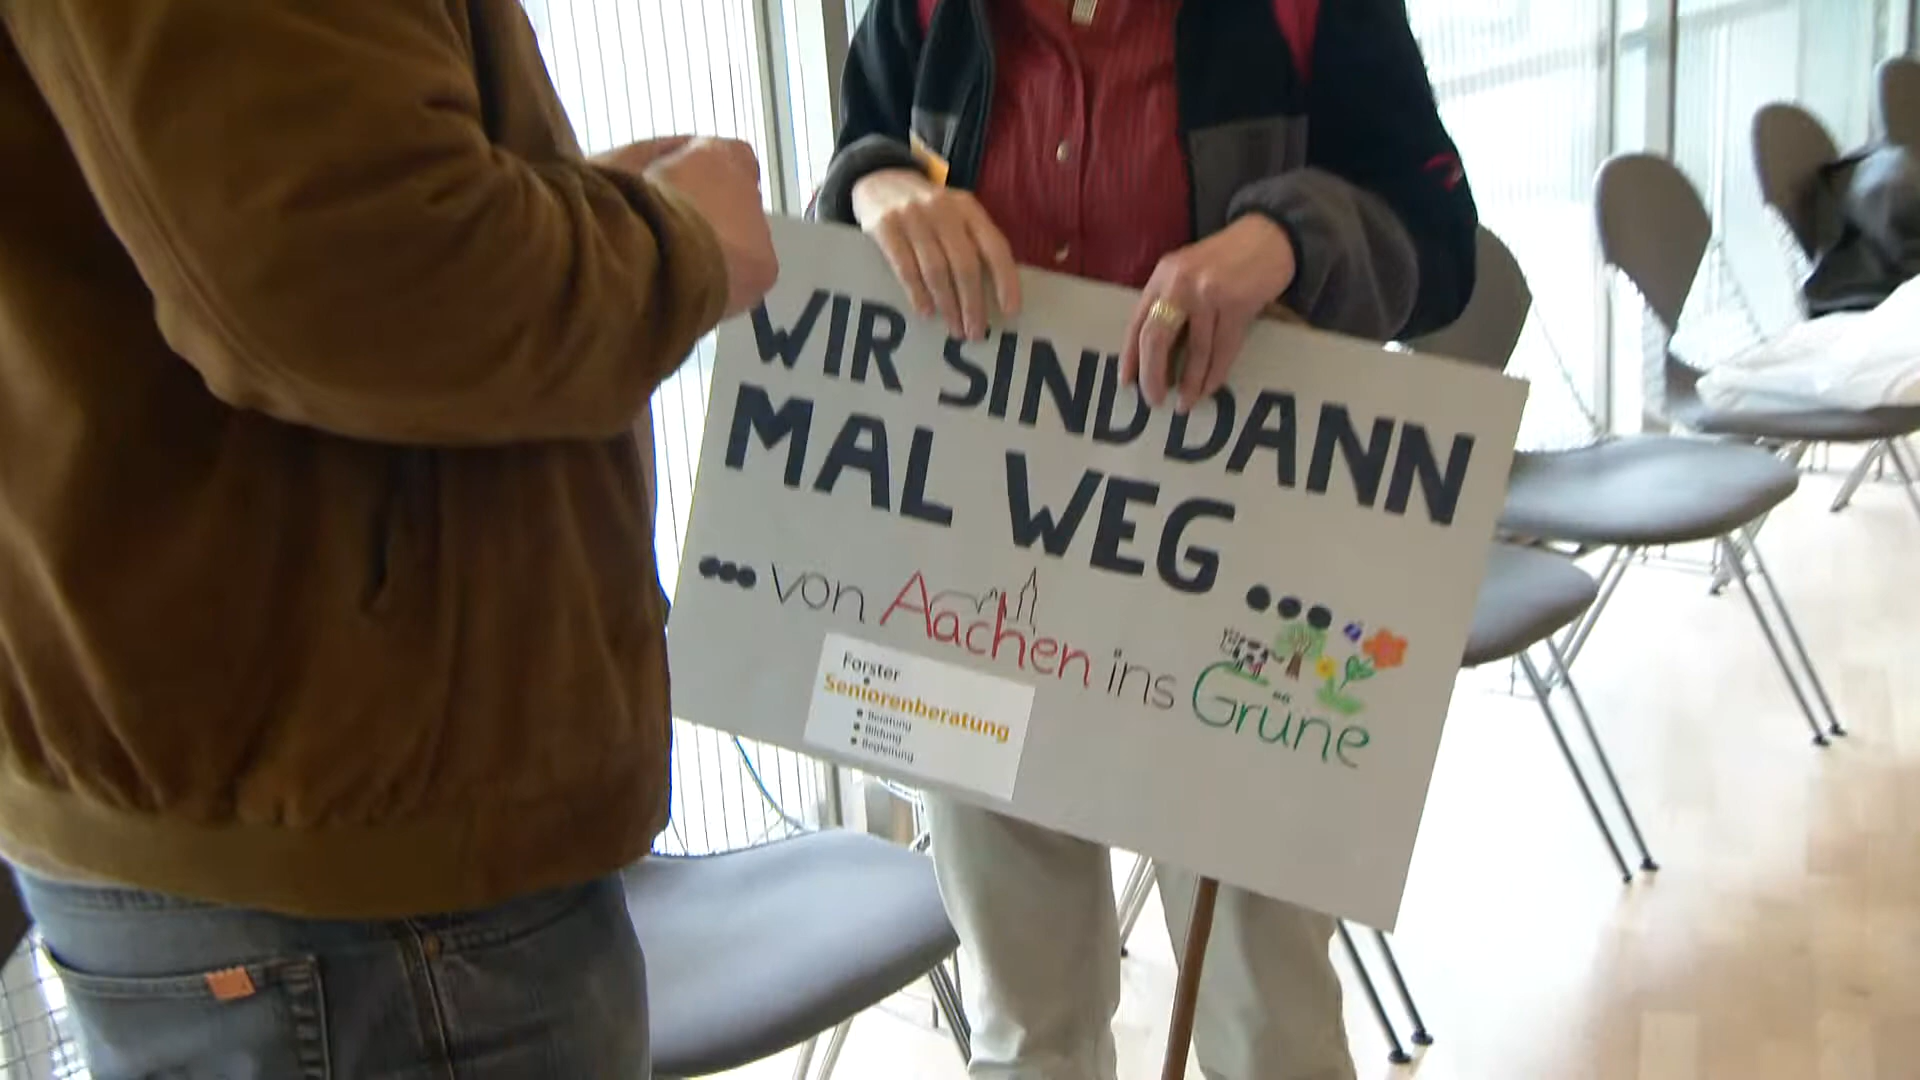 WIR SIND DANN
MAL WEG ...
... von Aachen ins Grüne
Forster
Seniorenberatung
• Beratung
• Bildung
• Begleitung